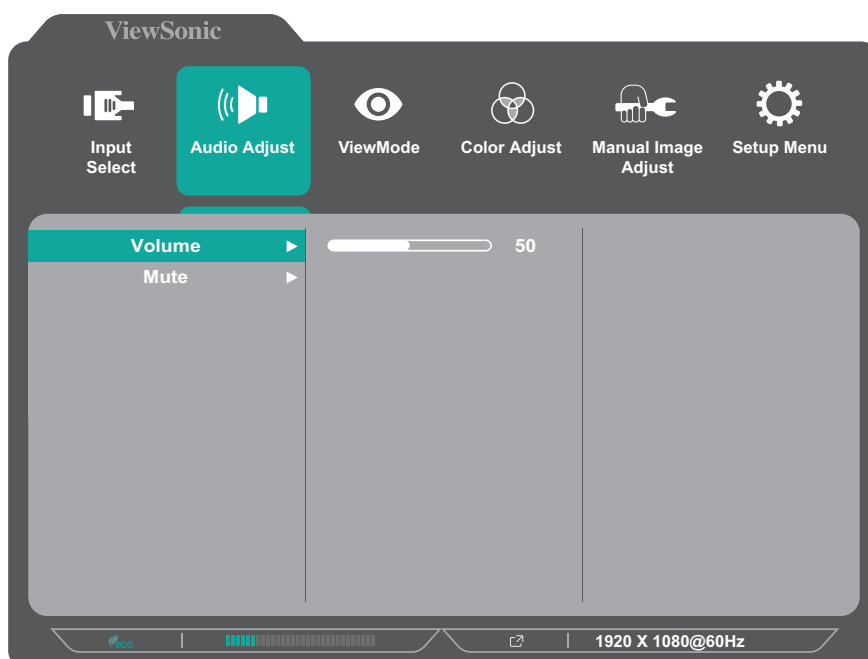 ViewSonic
Input
Select
Audio Adjust
ViewMode
Color Adjust
Manual Image
Adjust
Setup Menu
Volume
50
Mute
eco
1920 X 1080@60Hz